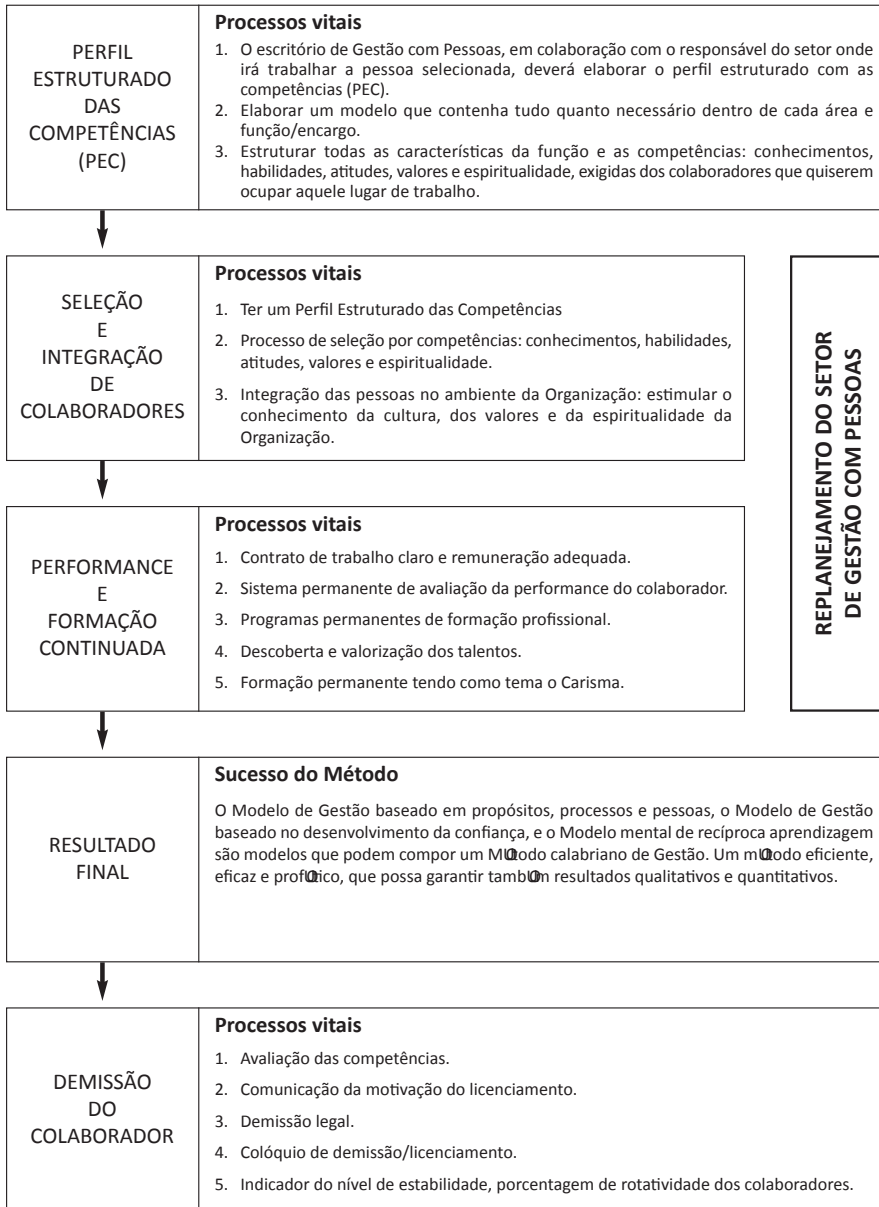 PERFIL
ESTRUTURADO
DAS
COMPETÊNCIAS
(PEC)
Processos vitais
1. O escritório de Gestão com Pessoas, em colaboração com o responsável do setor onde
irá trabalhar a pessoa selecionada, deverá elaborar o perfil estruturado com as
competências (PEC).
2. Elaborar um modelo que contenha tudo quanto necessário dentro de cada área e
função/encargo.
3. Estruturar todas as características da função e as competências: conhecimentos,
habilidades, atitudes, valores e espiritualidade, exigidas dos colaboradores que quiserem
ocupar aquele lugar de trabalho.
SELEÇÃO
E
INTEGRAÇÃO
DE
COLABORADORES
Processos vitais
1. Ter um Perfil Estruturado das Competências
2. Processo de seleção por competências: conhecimentos, habilidades,
atitudes, valores e espiritualidade.
3. Integração das pessoas no ambiente da Organização: estimular o
conhecimento da cultura, dos valores e da espiritualidade da
Organização.
REPLANEJAMENTO DO SETOR
DE GESTÃO COM PESSOAS
PERFORMANCE
E
FORMAÇÃO
CONTINUADA
Processos vitais
1. Contrato de trabalho claro e remuneração adequada.
2. Sistema permanente de avaliação da performance do colaborador.
3. Programas permanentes de formação profissional.
4. Descoberta e valorização dos talentos.
5. Formação permanente tendo como tema o Carisma.
RESULTADO
FINAL
Sucesso do Método
O Modelo de Gestão baseado em propósitos, processos e pessoas, o Modelo de Gestão
baseado no desenvolvimento da confiança, e o Modelo mental de recíproca aprendizagem
são modelos que podem compor um calabriano de Gestão. Um eficiente,
eficaz e que possa garantir resultados qualitativos e quantitativos.
DEMISSÃO
DO
COLABORADOR
Processos vitais
1. Avaliação das competências.
2. Comunicação da motivação do licenciamento.
3. Demissão legal.
4. Colóquio de demissão/licenciamento.
5. Indicador do nível de estabilidade, porcentagem de rotatividade dos colaboradores.